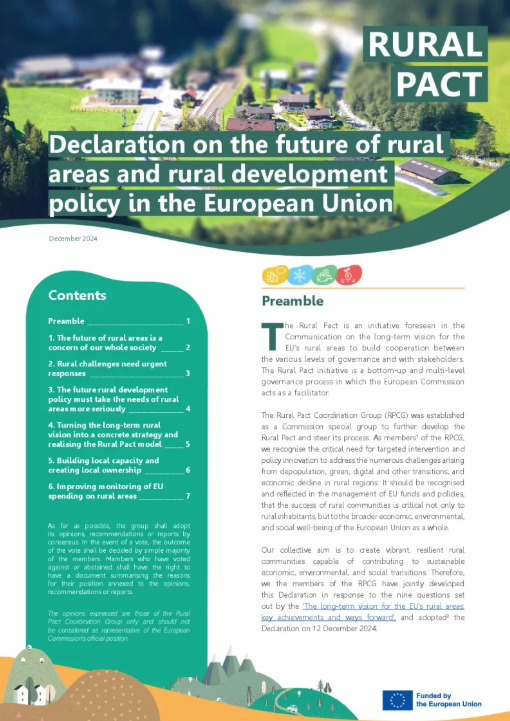 RURAL
PACT
Declaration on the future of rural
areas and rural development
policy in the European Union
December 2024
Contents
Preamble 1
1. The future of rural areas is a
concern of our whole society 2
2. Rural challenges need urgent
responses 3
3. The future rural development
policy must take the needs of rural
areas more seriously 4
4. Turning the long-term rural
vision into a concrete strategy and
realising the Rural Pact model 5
5. Building local capacity and
creating local ownership 6
6. Improving monitoring of EU
spending on rural areas 7
As far as possible, the group shall adopt
its opinions, recommendations or reports by
consensus. In the event of a vote, the outcome
of the vote shall be decided by simple majority
of the members. Members who have voted
against or abstained shall have the right to
have a document summarising the reasons
for their position annexed to the opinions,
recommendations or reports.
The opinions expressed are those of the Rural
Pact Coordination Group only and should not
be considered as representative of the European
Commission's official position.
Preamble
The Rural Pact is an initiative foreseen in the
Communication on the long-term vision for the
EU's rural areas to build cooperation between
the various levels of governance and with stakeholders.
The Rural Pact initiative is a bottom-up and multi-level
governance process in which the European Commission
acts as a facilitator.
The Rural Pact Coordination Group (RPCG) was established
as a Commission special group to further develop the
Rural Pact and steer its process. As members¹ of the RPCG,
we recognise the critical need for targeted intervention and
policy innovation to address the numerous challenges arising
from depopulation, green, digital and other transitions, and
economic decline in rural regions. It should be recognised
and reflected in the management of EU funds and policies,
that the success of rural communities is critical not only to
rural inhabitants, but to the broader economic, environmental,
and social well-being of the European Union as a whole.
Our collective aim is to create vibrant, resilient rural
communities capable of contributing to sustainable
economic, environmental, and social transitions. Therefore,
we the members of the RPCG have jointly developed
this Declaration in response to the nine questions set
out by the 'The long-term vision for the EU's rural areas:
key achievements and ways forward', and adopted² the
Declaration on 12 December 2024.
Funded by
the European Union